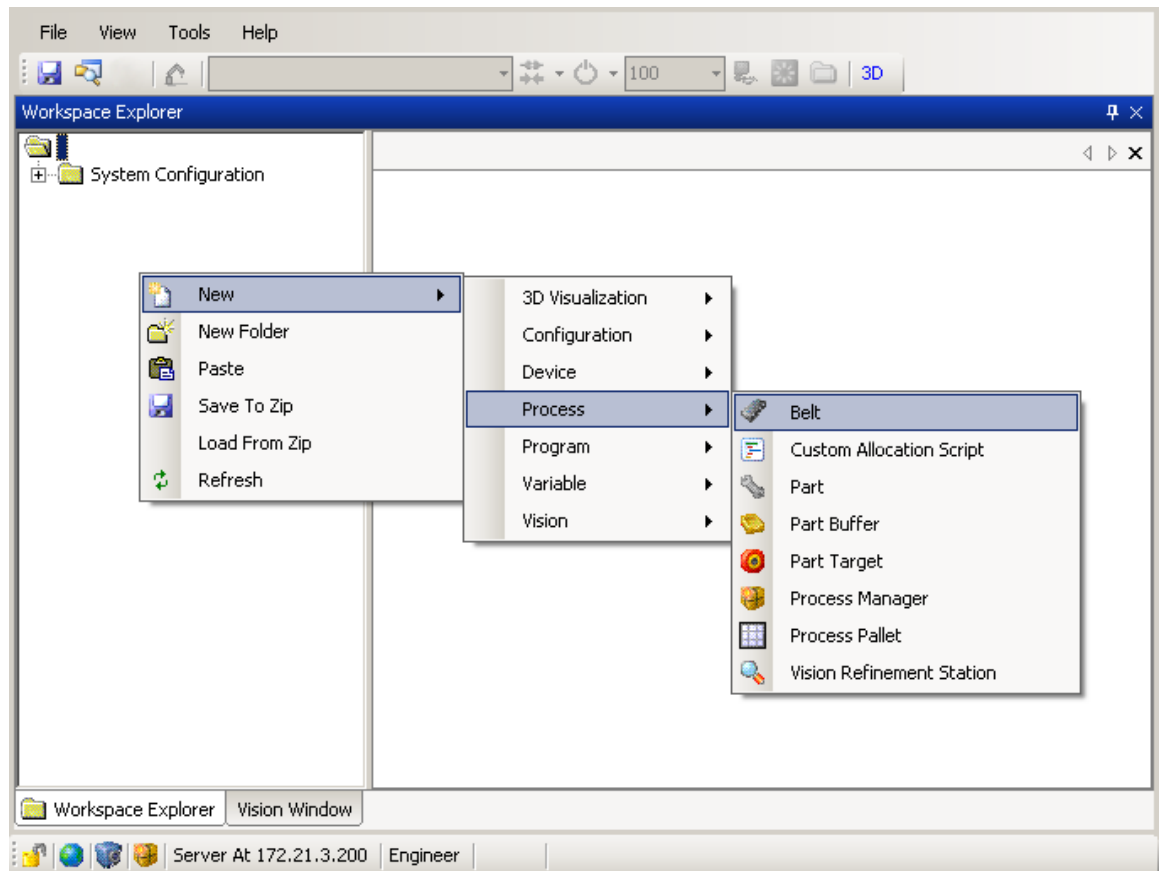 File View Tools Help
100 3D
Workspace Explorer
System Configuration
New
New Folder
Paste
Save To Zip
Load From Zip
Refresh
3D Visualization
Configuration
Device
Process
Program
Variable
Vision
Belt
Custom Allocation Script
Part
Part Buffer
Part Target
Process Manager
Process Pallet
Vision Refinement Station
Workspace Explorer Vision Window
Server At 172.21.3.200 Engineer